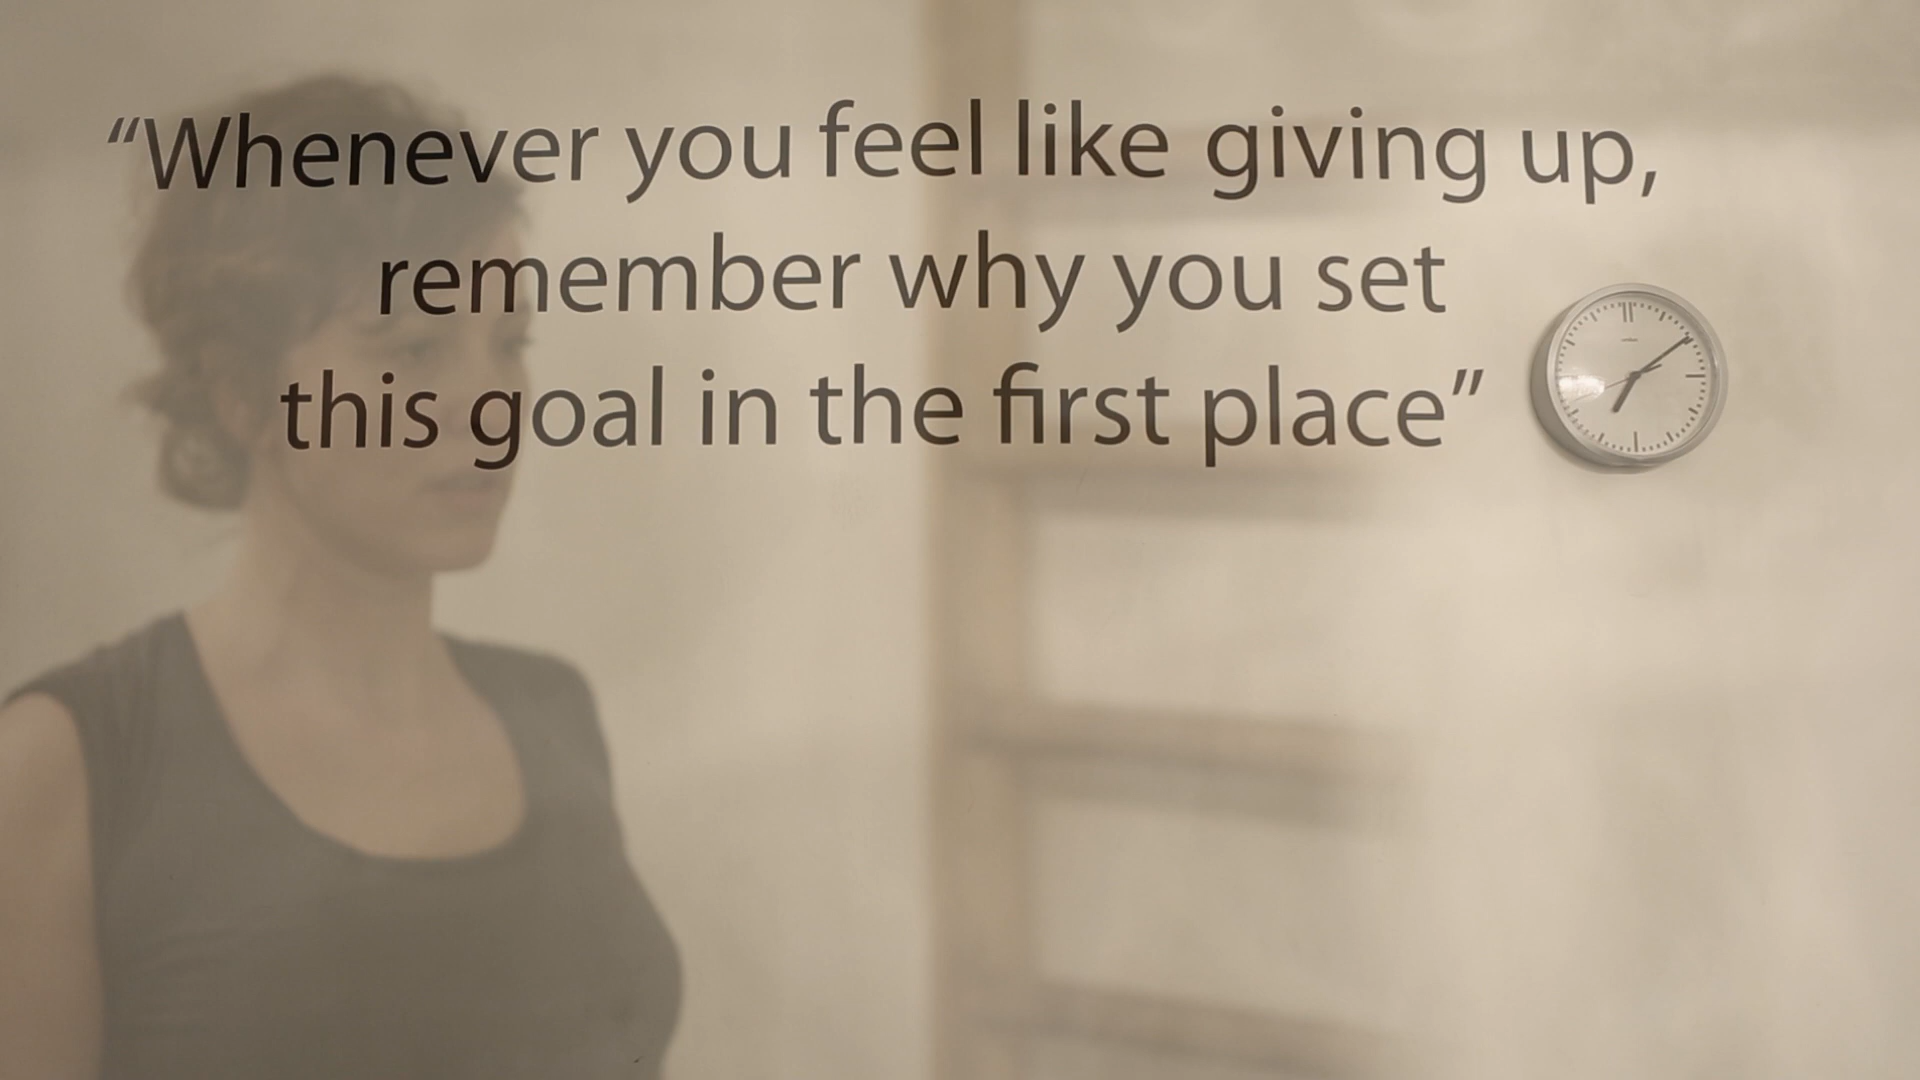 “Whenever you feel like giving up,
remember why you set
this goal in the first place”